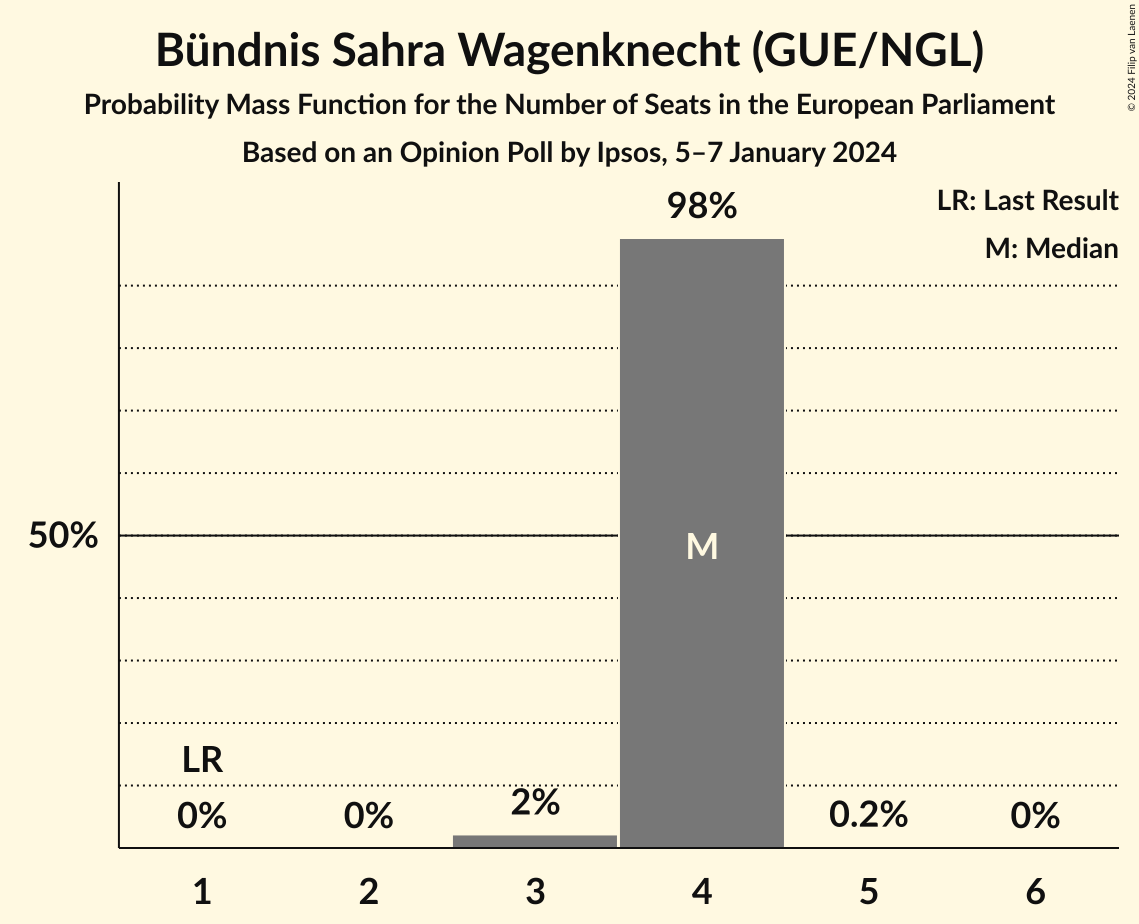 Bündnis Sahra Wagenknecht (GUE/NGL)
Probability Mass Function for the Number of Seats in the European Parliament
Based on an Opinion Poll by Ipsos, 5–7 January 2024
© 2024 Filip van Laenen
LR: Last Result
M: Median
98%
50%
M
LR
0%
0%
2%
0.2%
0%
1
2
3
4
5
6